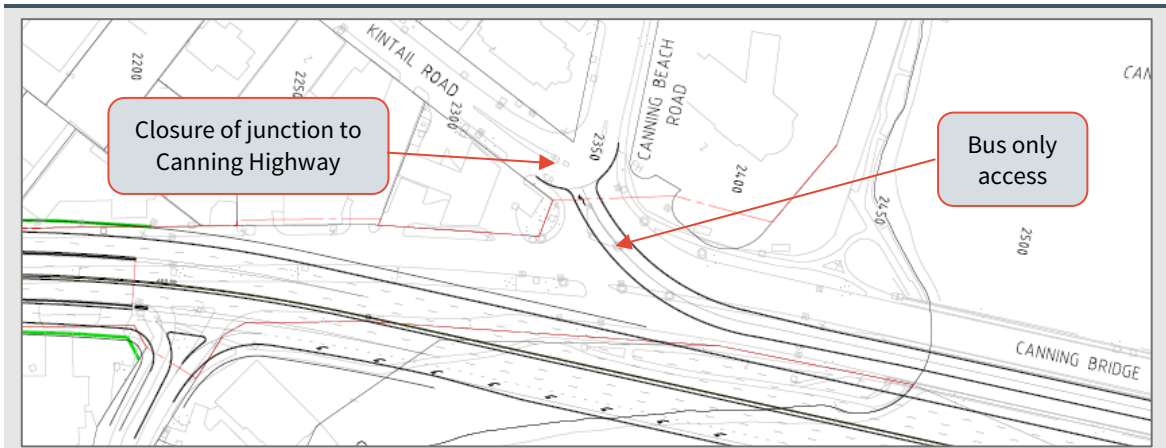 KINTAIL ROAD
CANNING BEACH
ROAD
CAN
2200
2250
2300
2350
2400
2450
2500
Closure of junction to
Canning Highway
Bus only
access
CANNING BRIDGE